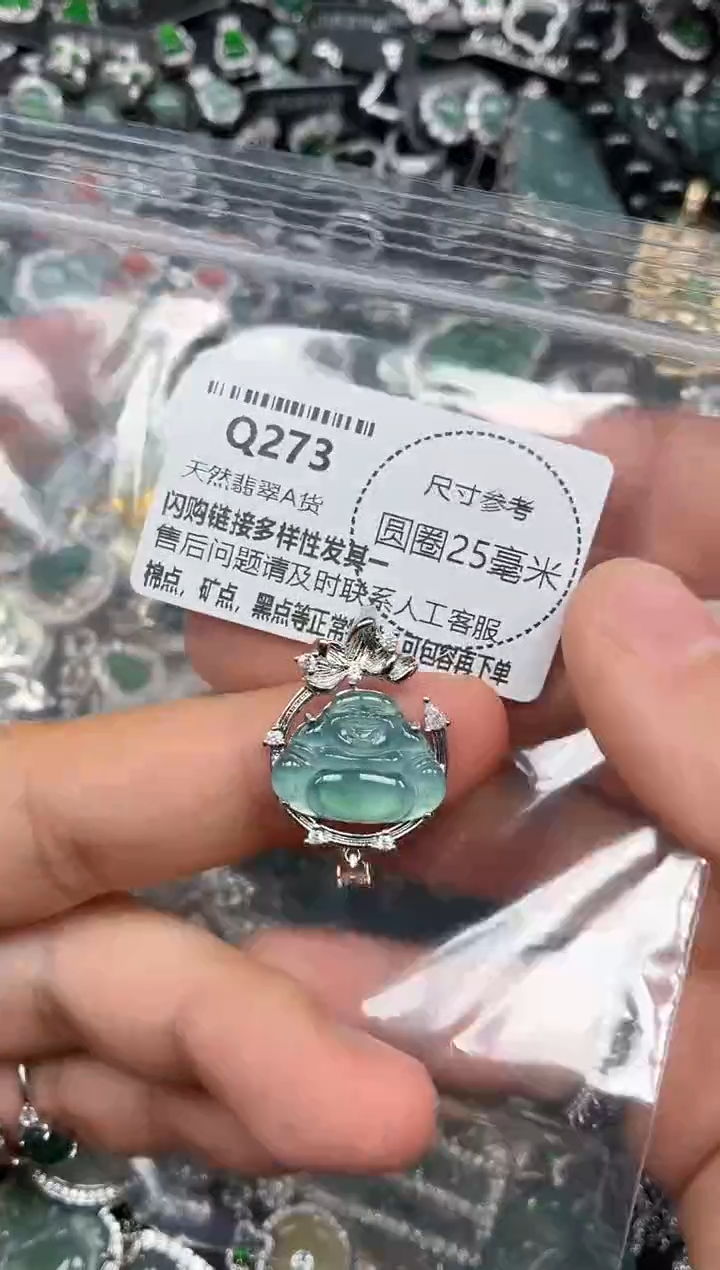 Q273
天然翡翠A货
闪购链接多样性发其一
售后问题请及时联系人工客服
棉点，矿点，黑点等正常 可包容再下单
尺寸参考
圆圈25毫米